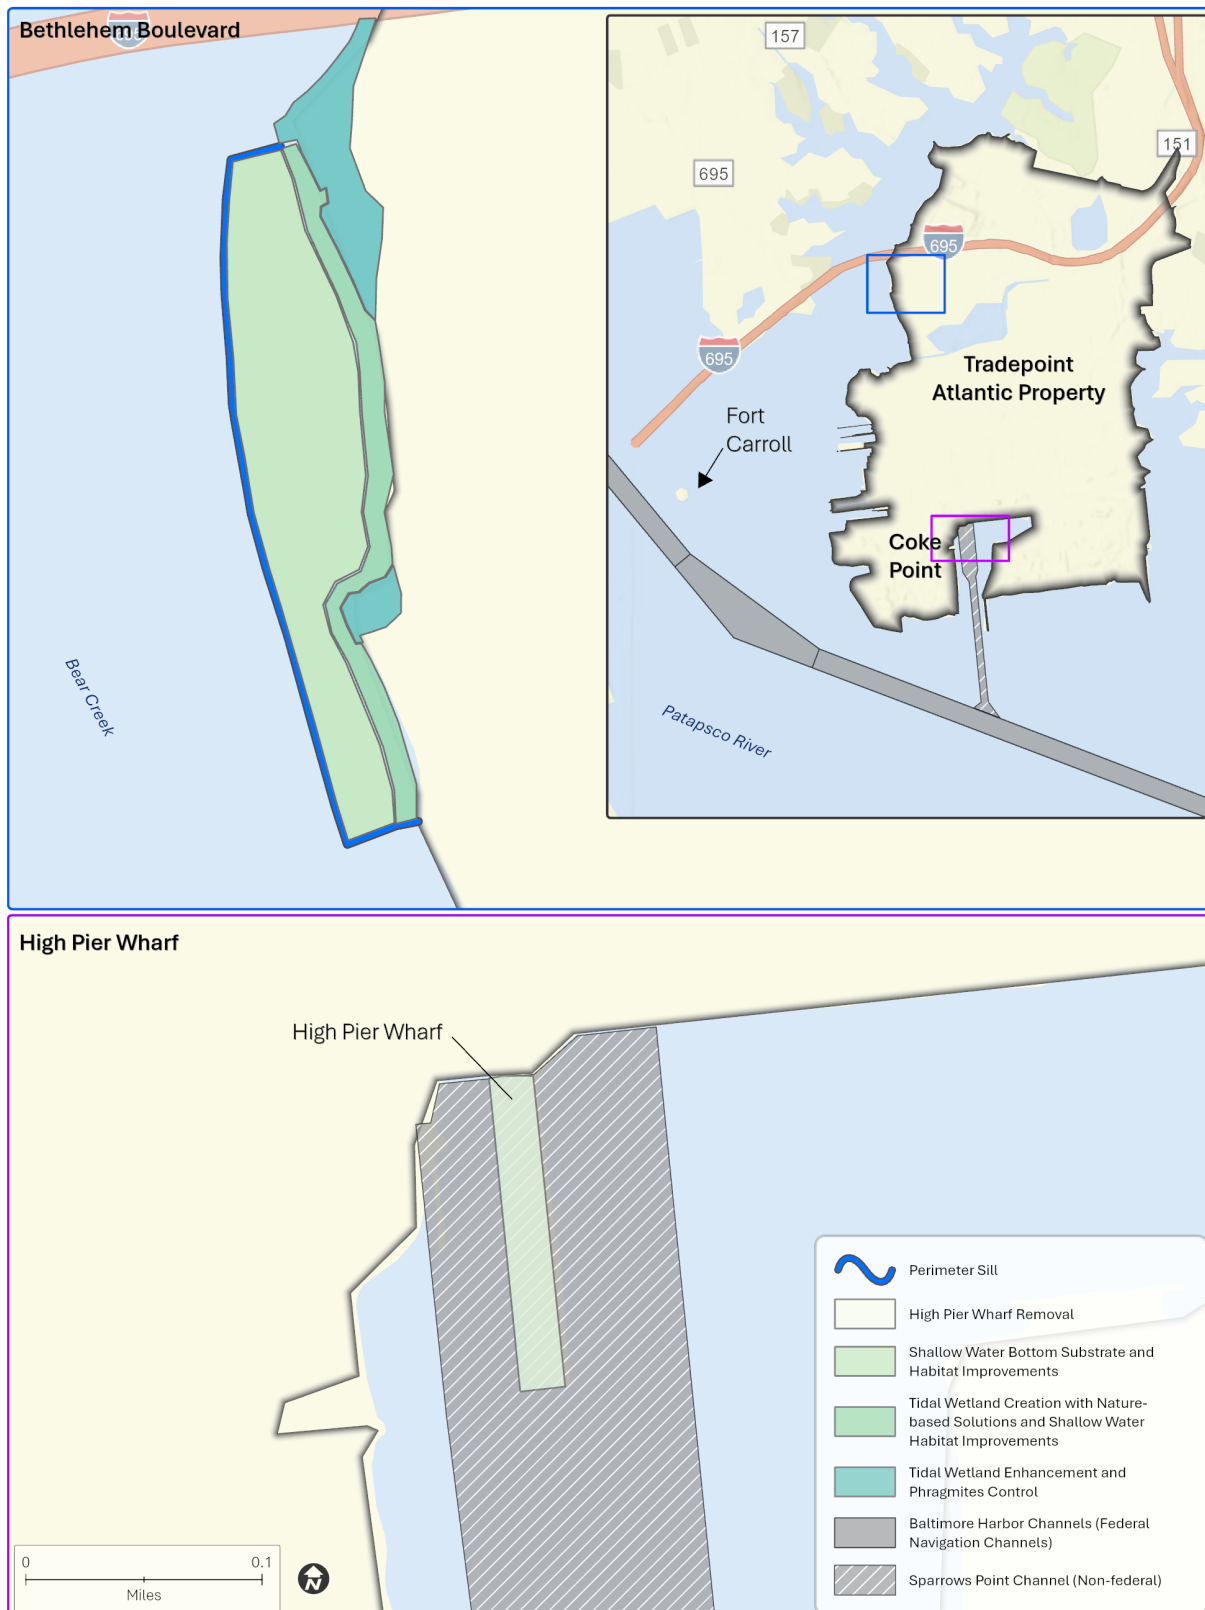 Bethlehem Boulevard
695
157
151
695
695
695
Tradepoint
Atlantic Property
Fort
Carroll
Coke
Point
Bear Creek
Patapsco River
High Pier Wharf
High Pier Wharf
Perimeter Sill
High Pier Wharf Removal
Shallow Water Bottom Substrate and
Habitat Improvements
Tidal Wetland Creation with Nature-
based Solutions and Shallow Water
Habitat Improvements
Tidal Wetland Enhancement and
Phragmites Control
Baltimore Harbor Channels (Federal
Navigation Channels)
Sparrows Point Channel (Non-federal)
0 0.1
Miles
N